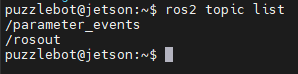 puzzlebot@jetson:~$ ros2 topic list
/parameter_events
/rosout
puzzlebot@jetson:~$